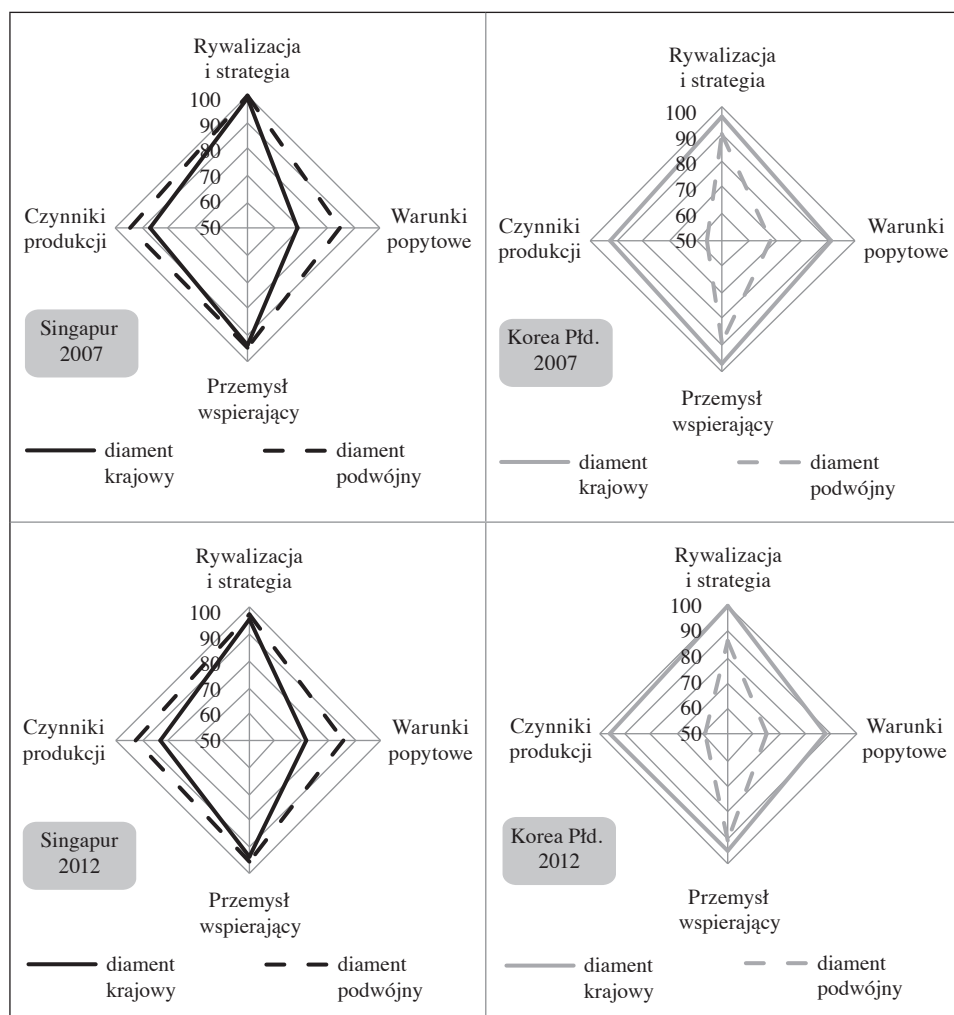 Rywalizacja
i strategia
100
90
80
70
60
50
Czynniki
produkcji
Warunki
popytowe
Singapur
2007
Przemysł
wspierający
diament
krajowy
diament
podwójny
Rywalizacja
i strategia
100
90
80
70
60
50
Czynniki
produkcji
Warunki
popytowe
Korea Płd.
2007
Przemysł
wspierający
diament
krajowy
diament
podwójny
Rywalizacja
i strategia
100
90
80
70
60
50
Czynniki
produkcji
Warunki
popytowe
Singapur
2012
Przemysł
wspierający
diament
krajowy
diament
podwójny
Rywalizacja
i strategia
100
90
80
70
60
50
Czynniki
produkcji
Warunki
popytowe
Korea Płd.
2012
Przemysł
wspierający
diament
krajowy
diament
podwójny